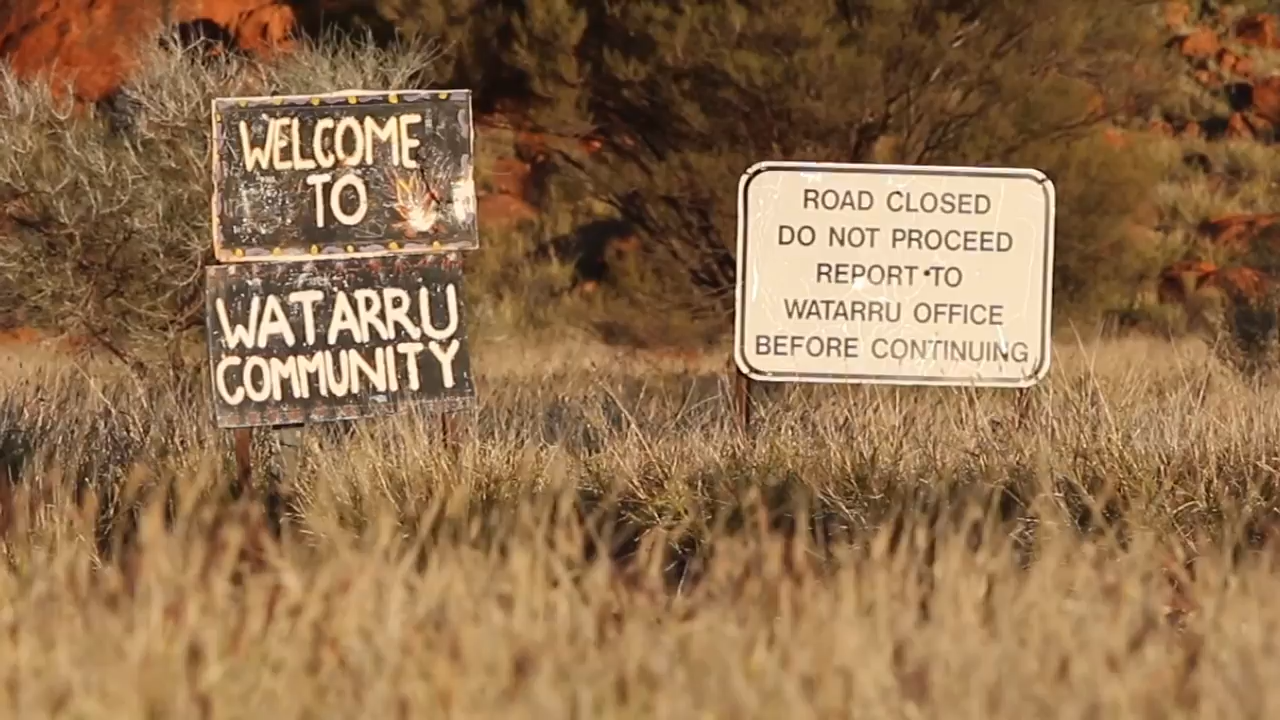 WELCOME
TO
WATARRU
COMMUNITY
ROAD CLOSED
DO NOT PROCEED
REPORT TO
WATARRU OFFICE
BEFORE CONTINUING